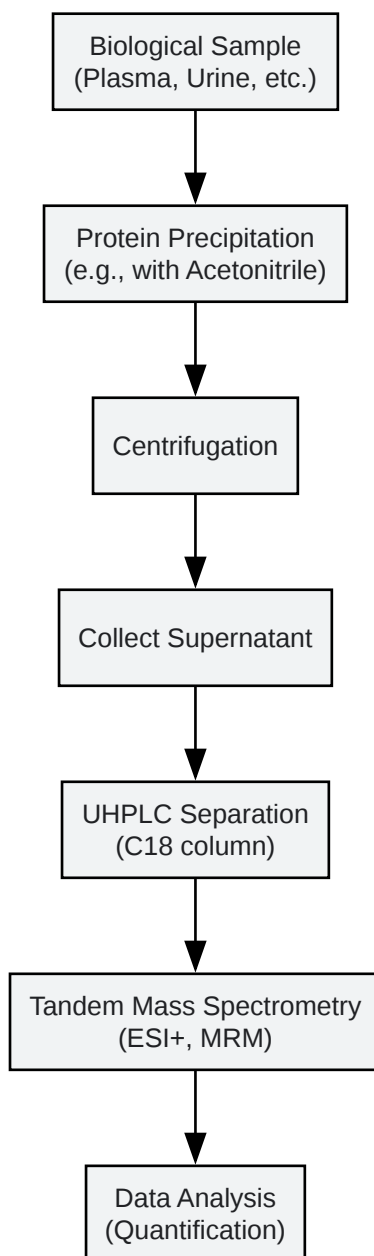 Biological Sample
(Plasma, Urine, etc.)
Protein Precipitation
(e.g., with Acetonitrile)
Centrifugation
Collect Supernatant
UHPLC Separation
(C18 column)
Tandem Mass Spectrometry
(ESI+, MRM)
Data Analysis
(Quantification)